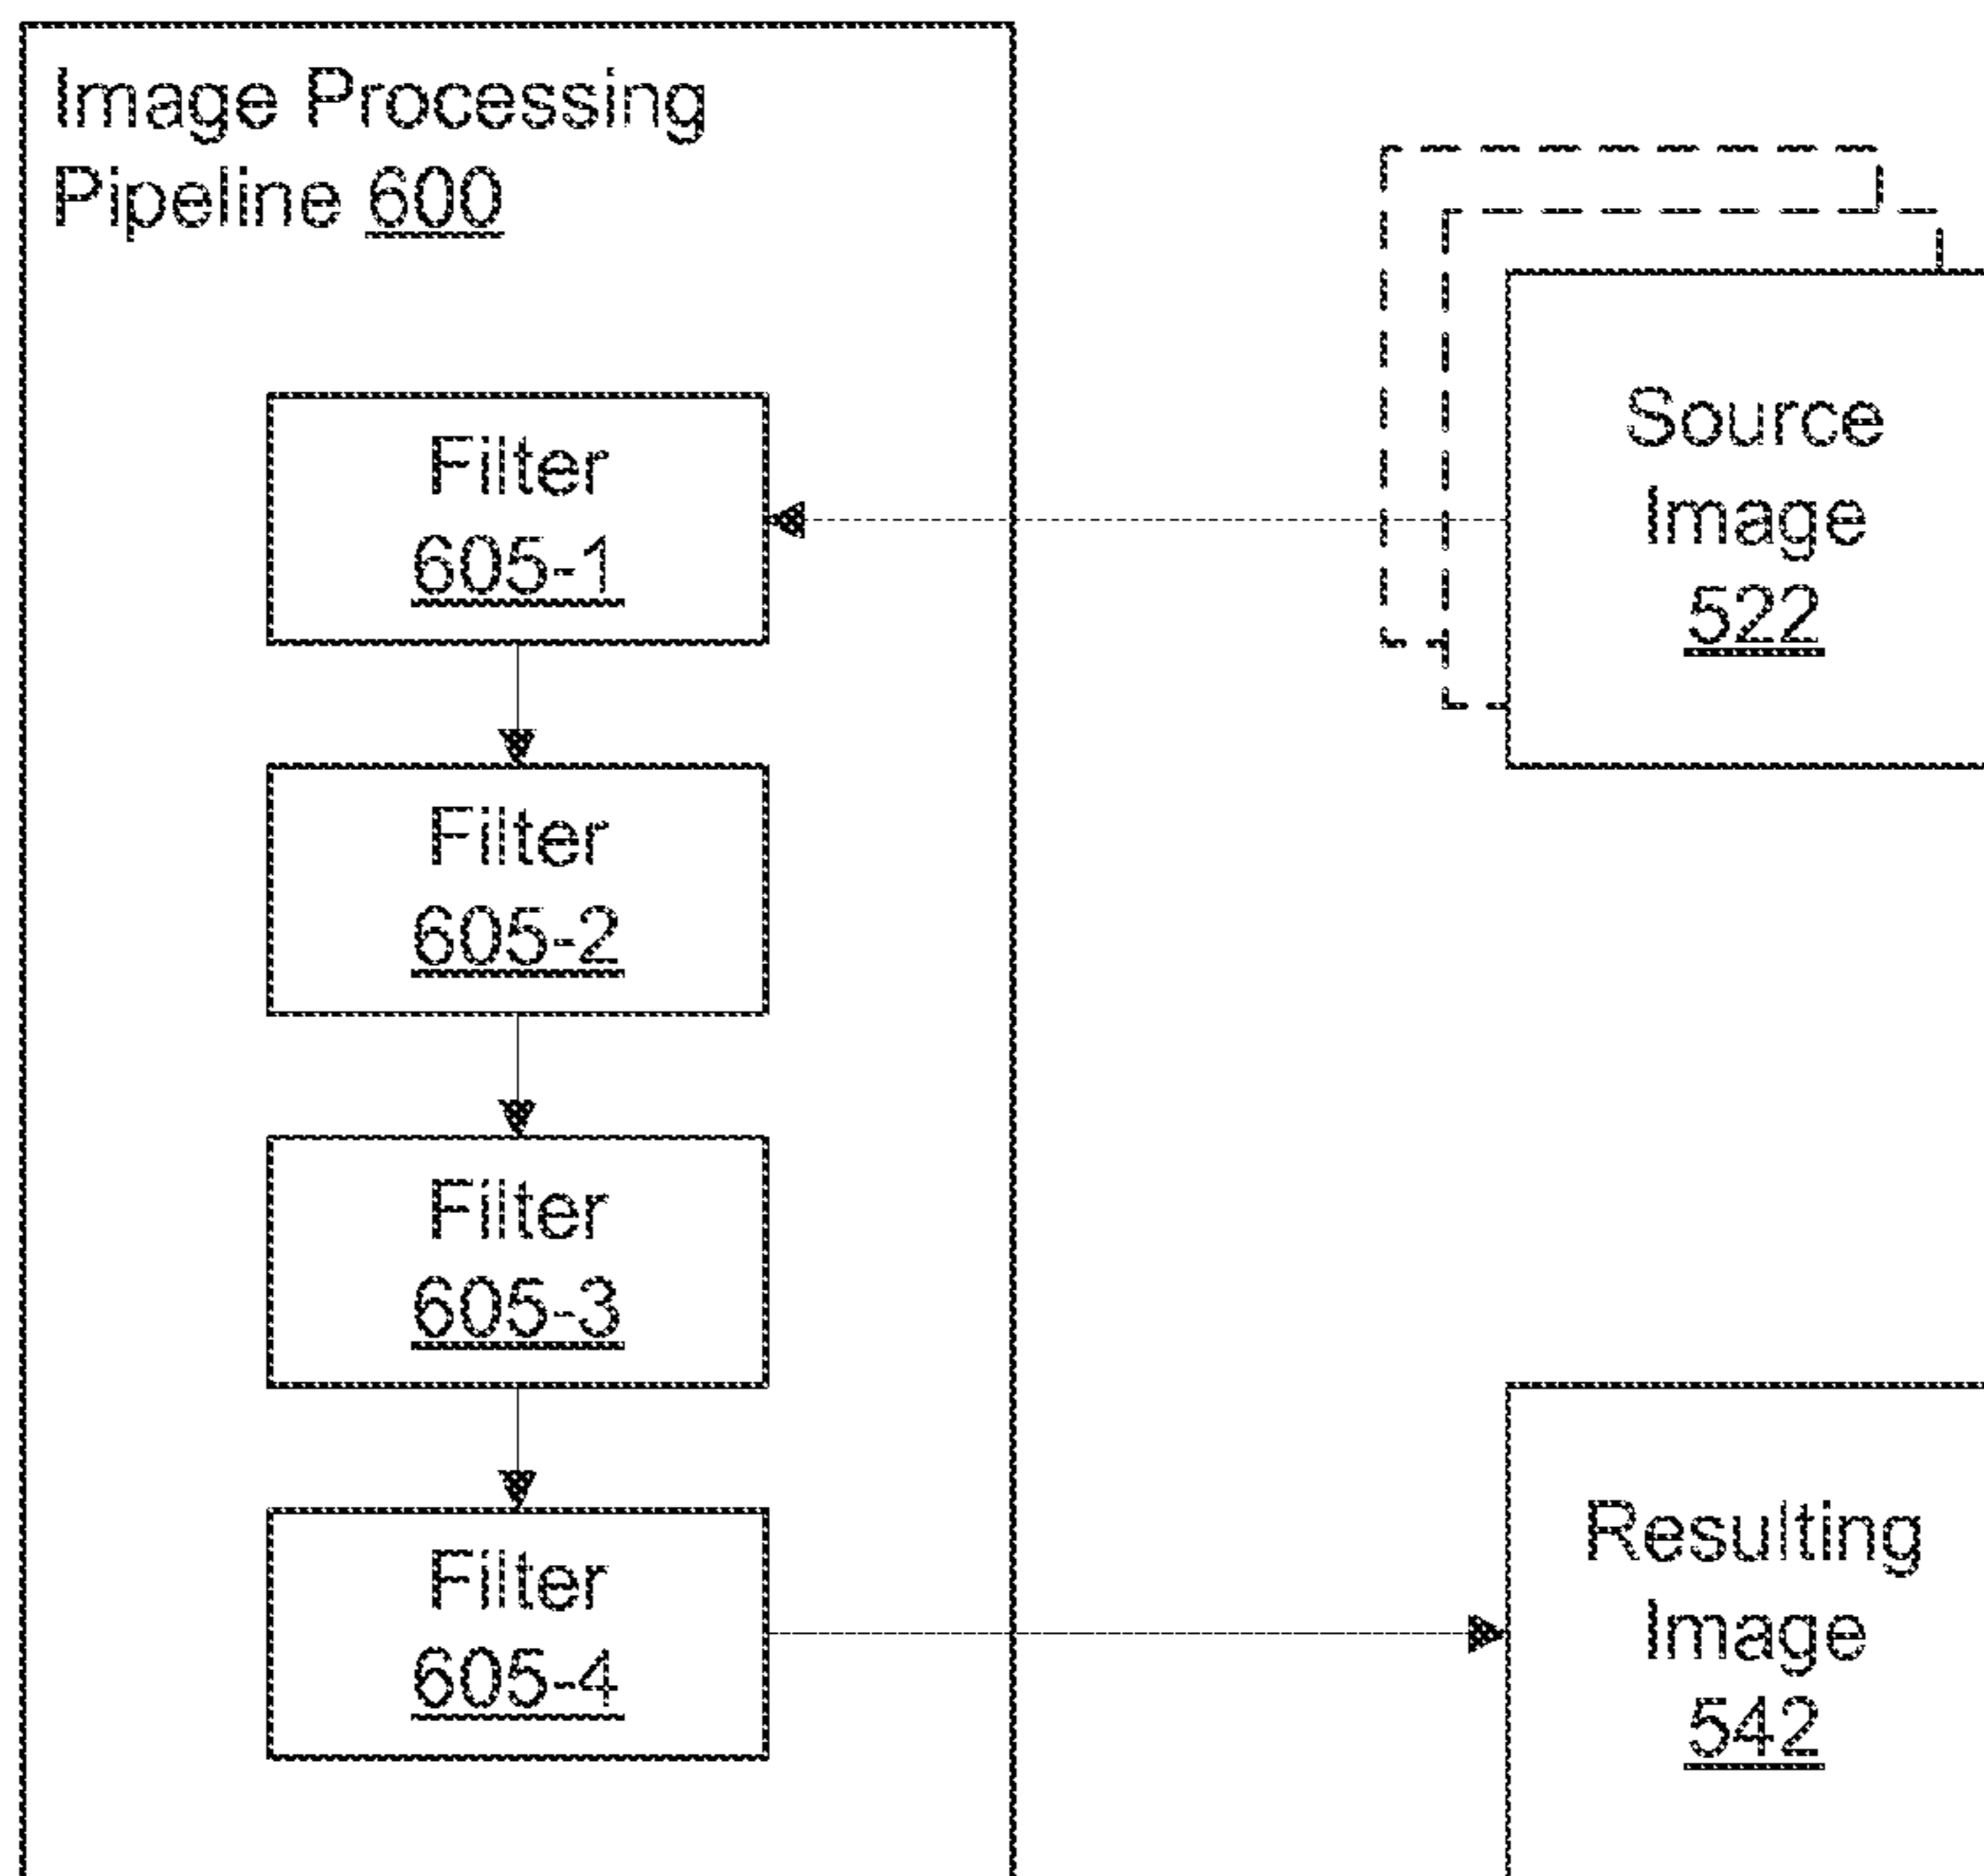 Image Processing
Pipeline 600
Filter
605-1
Source
Image
522
Filter
605-2
Filter
605-3
Filter
605-4
Resulting
Image
542